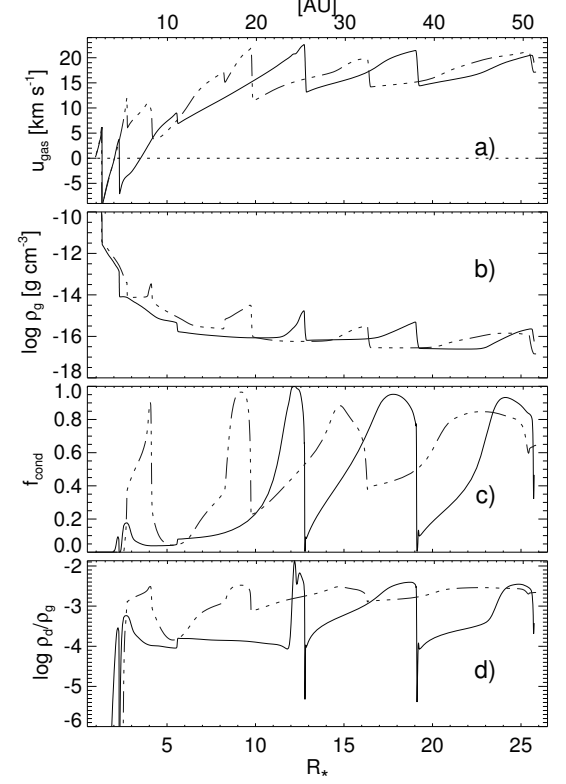 [AU]
10 20 30 40 50
20
15
10
5
0
-5
u_gas [km s⁻¹]
a)
-10
-12
-14
-16
-18
log ρ_g [g cm⁻³]
b)
1.0
0.8
0.6
0.4
0.2
0.0
f_cond
c)
-2
-3
-4
-5
-6
log ρ_d/ρ_g
d)
5 10 15 20 25
R_*